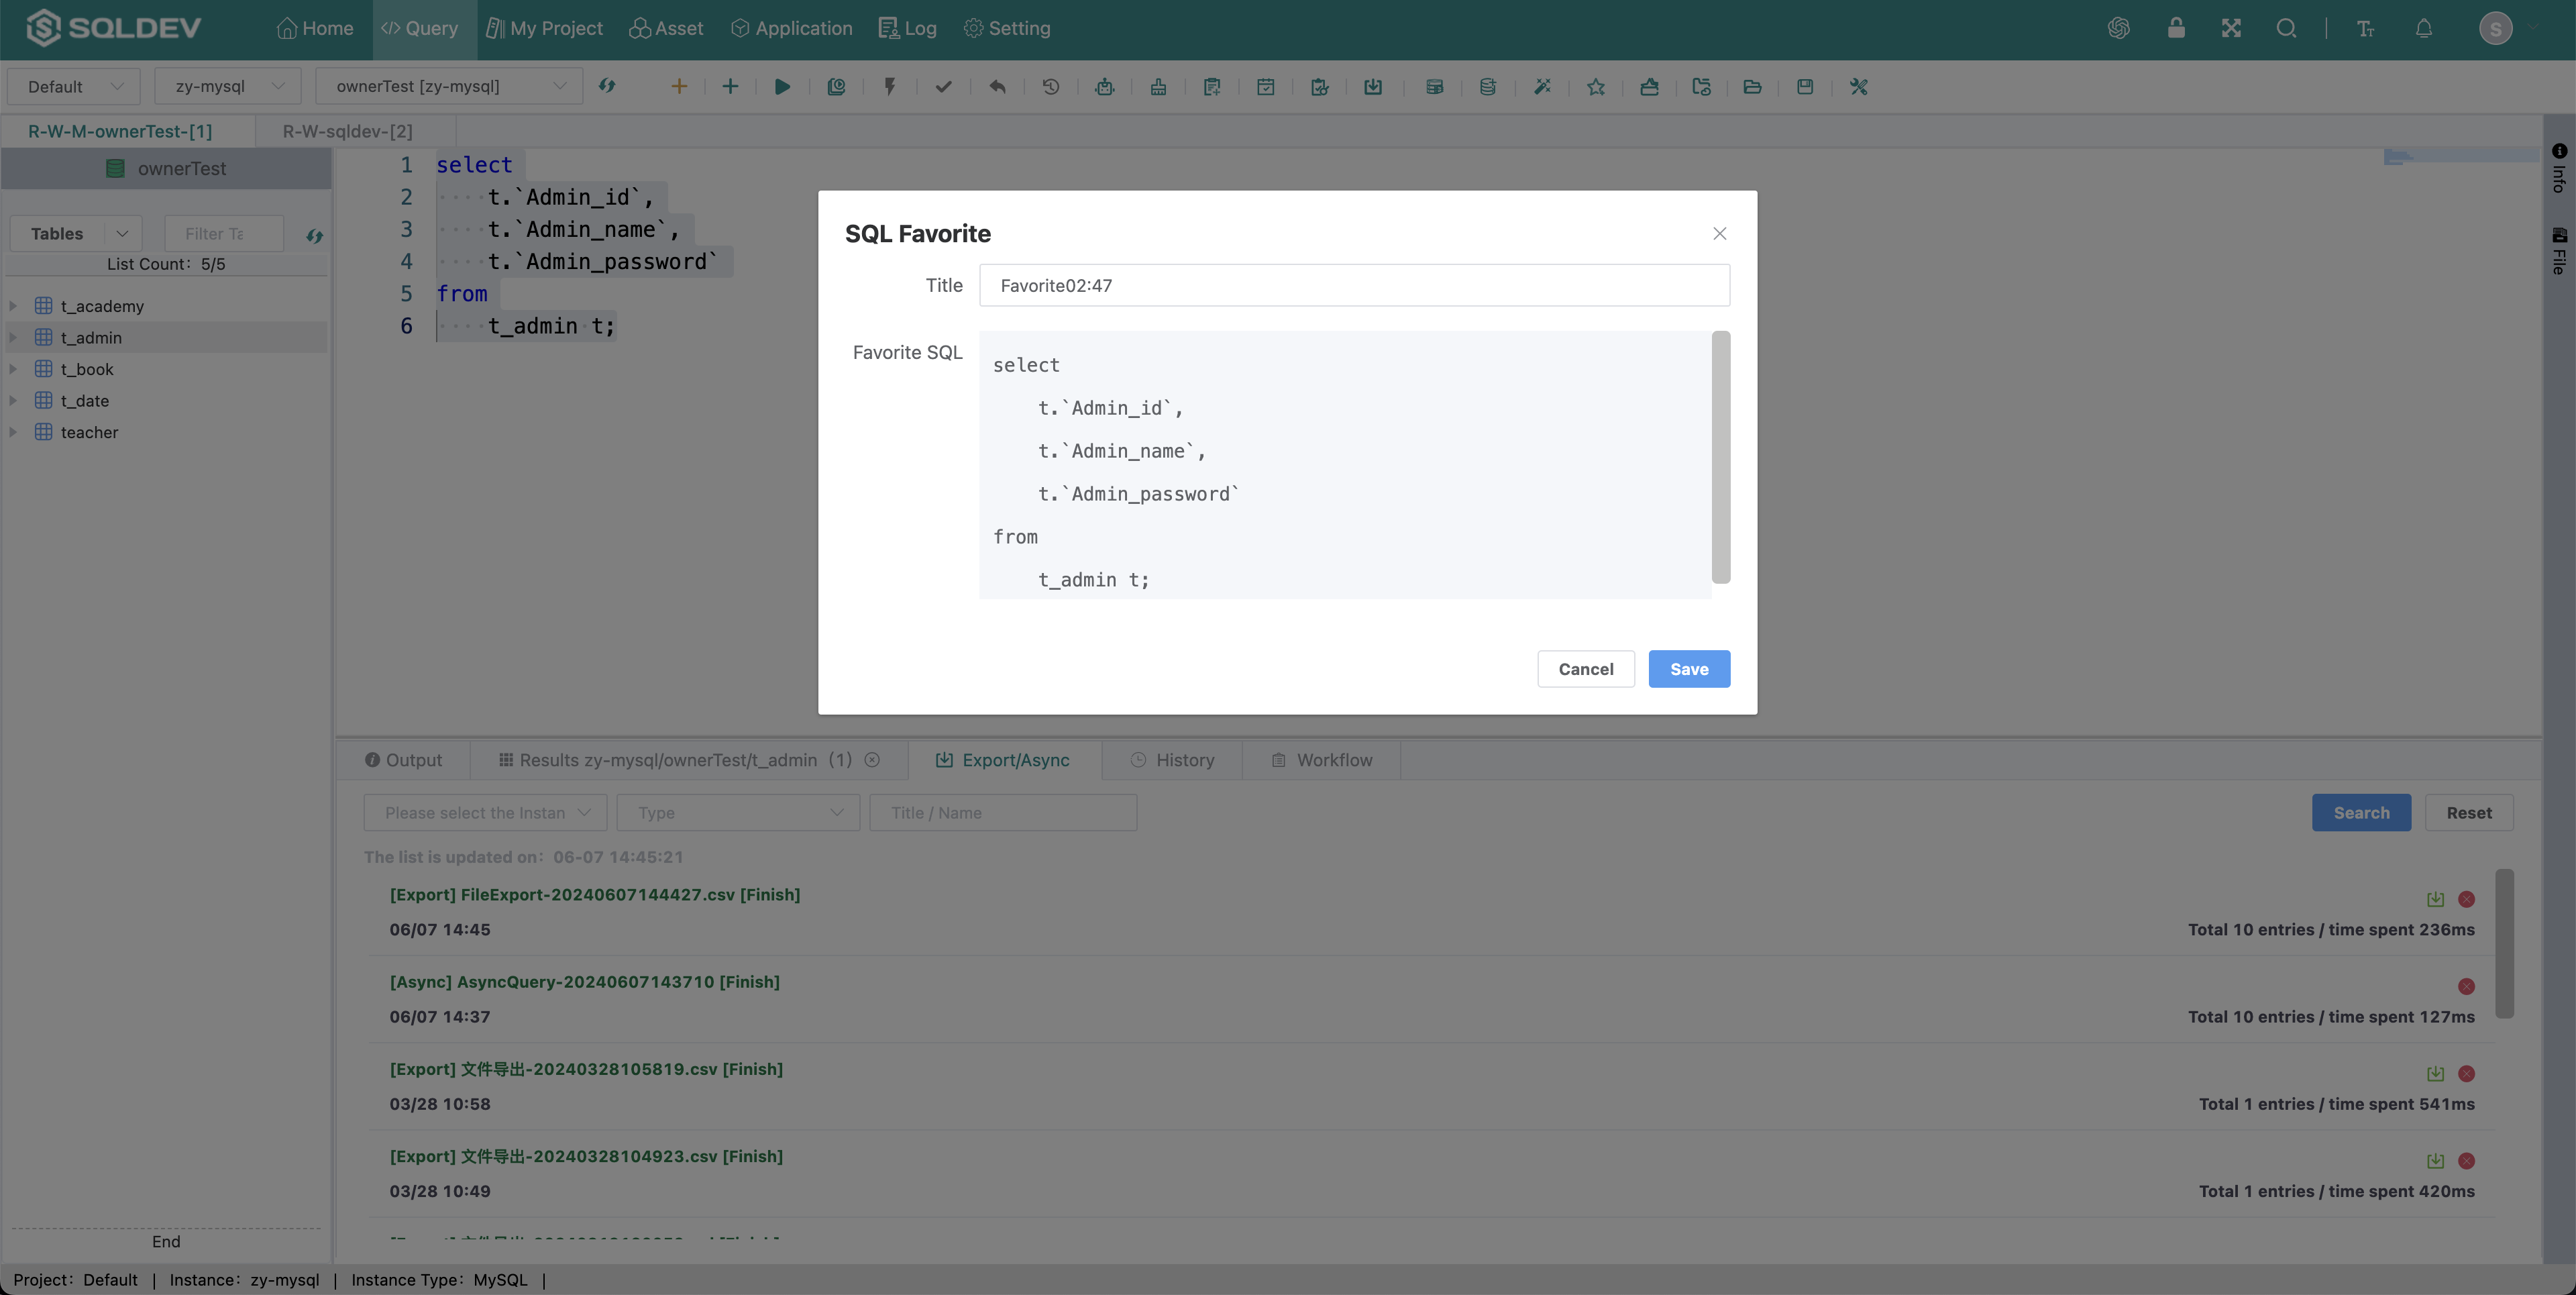 SQLDEV
Home
Query
My Project
Asset
Application
Log
Setting
S
Default
zy-mysql
ownerTest [zy-mysql]
R-W-M-ownerTest-[1]
R-W-sqldev-[2]
ownerTest
Tables
Filter Ta
List Count: 5/5
t_academy
t_admin
t_book
t_date
teacher
End
1 select
2 t.`Admin_id`,
3 t.`Admin_name`,
4 t.`Admin_password`
5 from
6 t_admin t;
Info
File
SQL Favorite
Title
Favorite02:47
Favorite SQL
select
t.`Admin_id`,
t.`Admin_name`,
t.`Admin_password`
from
t_admin t;
Cancel
Save
Output
Results zy-mysql/ownerTest/t_admin (1)
Export/Async
History
Workflow
Please select the Instan
Type
Title / Name
Search
Reset
The list is updated on: 06-07 14:45:21
[Export] FileExport-20240607144427.csv [Finish]
06/07 14:45
Total 10 entries / time spent 236ms
[Async] AsyncQuery-20240607143710 [Finish]
06/07 14:37
Total 10 entries / time spent 127ms
[Export] 文件导出-20240328105819.csv [Finish]
03/28 10:58
Total 1 entries / time spent 541ms
[Export] 文件导出-20240328104923.csv [Finish]
03/28 10:49
Total 1 entries / time spent 420ms
Project: Default | Instance: zy-mysql | Instance Type: MySQL |